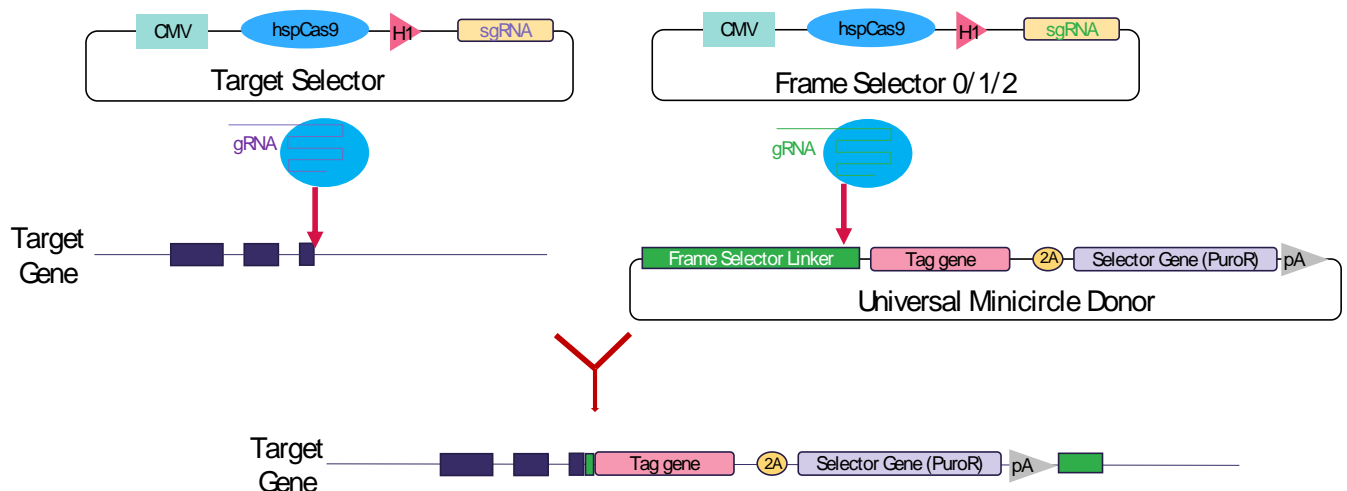 CMV hspCas9 H1 sgRNA
Target Selector
CMV hspCas9 H1 sgRNA
Frame Selector 0/1/2
gRNA
gRNA
Target
Gene
Frame Selector Linker Tag gene 2A Selector Gene (PuroR) pA
Universal Minicircle Donor
Target
Gene
Tag gene 2A Selector Gene (PuroR) pA